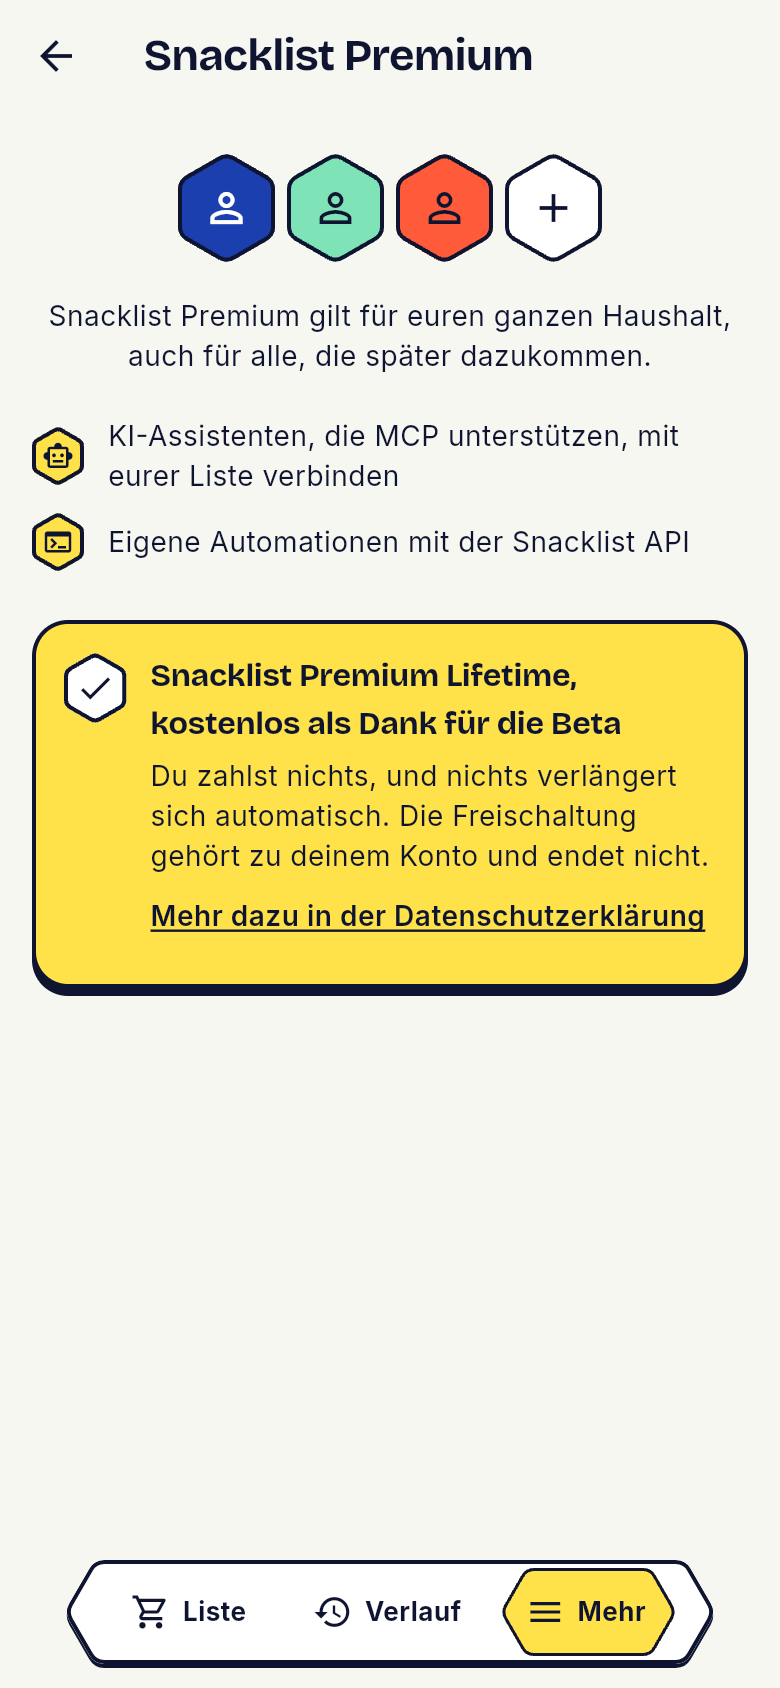 Snacklist Premium
Snacklist Premium gilt für euren ganzen Haushalt,
auch für alle, die später dazukommen.
KI-Assistenten, die MCP unterstützen, mit
eurer Liste verbinden
Eigene Automationen mit der Snacklist API
Snacklist Premium Lifetime,
kostenlos als Dank für die Beta
Du zahlst nichts, und nichts verlängert
sich automatisch. Die Freischaltung
gehört zu deinem Konto und endet nicht.
Mehr dazu in der Datenschutzerklärung
Liste
Verlauf
Mehr